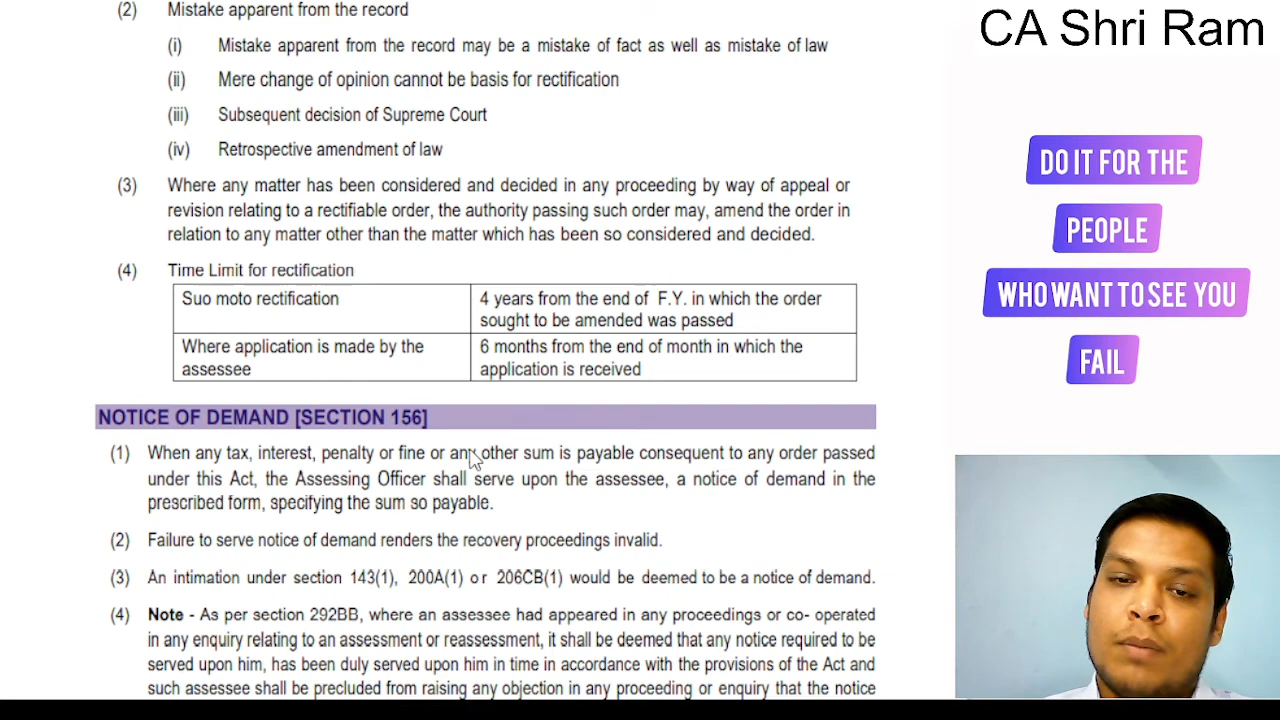 CA Shri Ram
(2) Mistake apparent from the record
(i) Mistake apparent from the record may be a mistake of fact as well as mistake of law
(ii) Mere change of opinion cannot be basis for rectification
(iii) Subsequent decision of Supreme Court
(iv) Retrospective amendment of law
(3) Where any matter has been considered and decided in any proceeding by way of appeal or
revision relating to a rectifiable order, the authority passing such order may, amend the order in
relation to any matter other than the matter which has been so considered and decided.
(4) Time Limit for rectification
Suo moto rectification
4 years from the end of F.Y. in which the order
sought to be amended was passed
Where application is made by the
assessee
6 months from the end of month in which the
application is received
NOTICE OF DEMAND [SECTION 156]
(1) When any tax, interest, penalty or fine or any other sum is payable consequent to any order passed
under this Act, the Assessing Officer shall serve upon the assessee, a notice of demand in the
prescribed form, specifying the sum so payable.
(2) Failure to serve notice of demand renders the recovery proceedings invalid.
(3) An intimation under section 143(1), 200A(1) or 206CB(1) would be deemed to be a notice of demand.
(4) Note - As per section 292BB, where an assessee had appeared in any proceedings or co- operated
in any enquiry relating to an assessment or reassessment, it shall be deemed that any notice required to be
served upon him, has been duly served upon him in time in accordance with the provisions of the Act and
such assessee shall be precluded from raising any objection in any proceeding or enquiry that the notice
DO IT FOR THE
PEOPLE
WHO WANT TO SEE YOU
FAIL